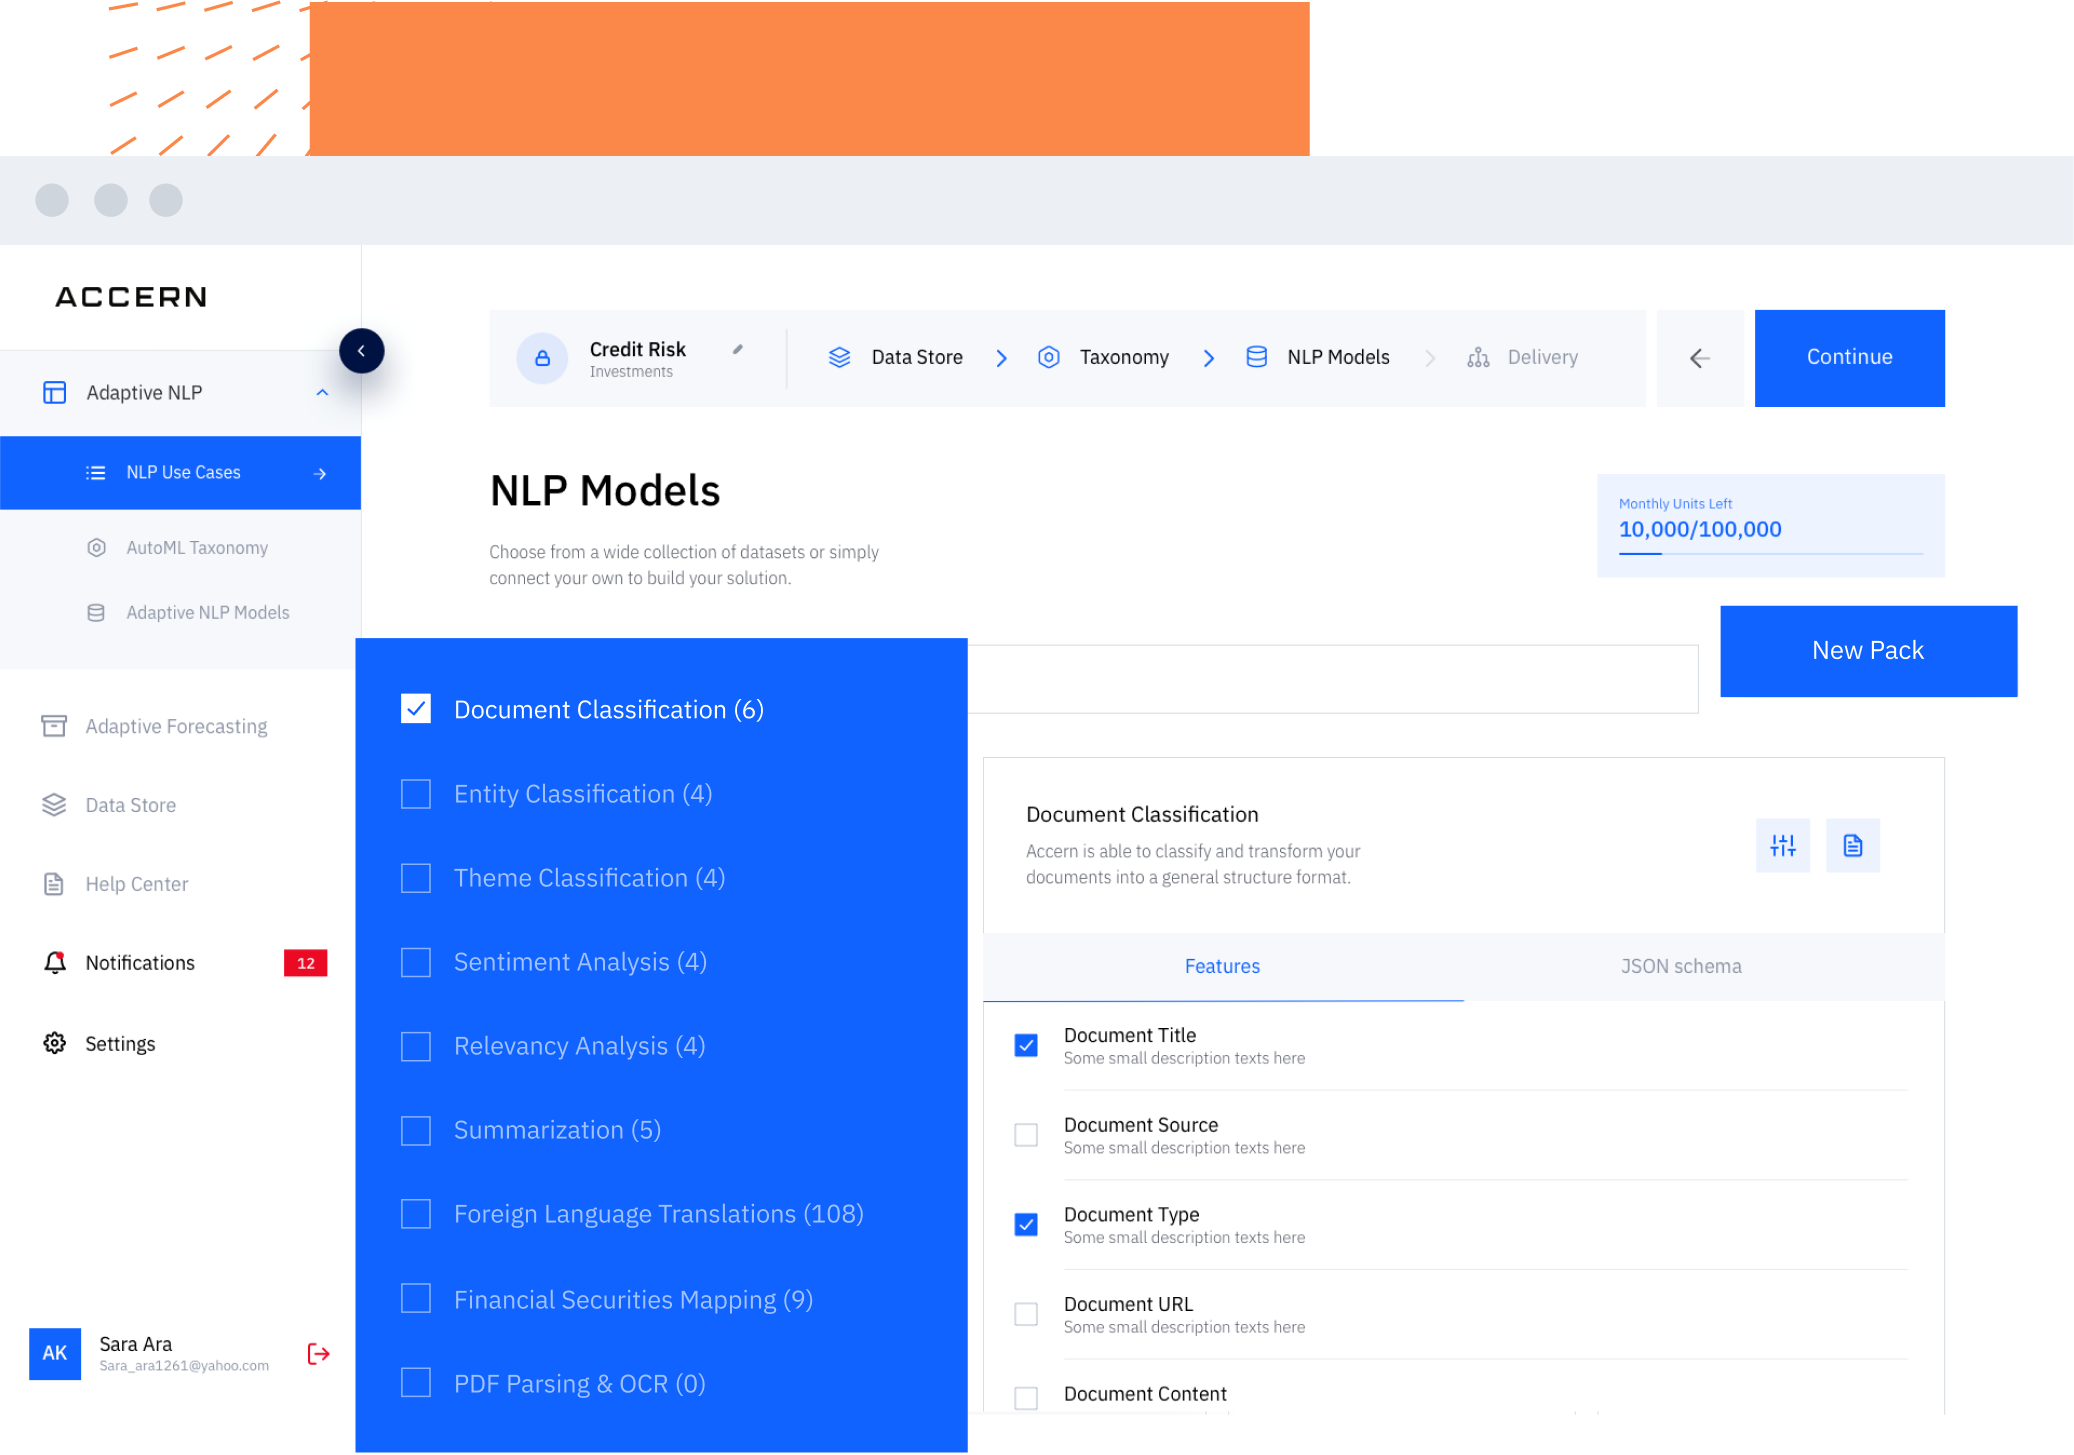 ACCERN
Adaptive NLP
NLP Use Cases
AutoML Taxonomy
Adaptive NLP Models
Adaptive Forecasting
Data Store
Help Center
Notifications
12
Settings
AK
Sara Ara
Sara_ara1261@yahoo.com
Credit Risk
Investments
Data Store
Taxonomy
NLP Models
Delivery
Continue
NLP Models
Choose from a wide collection of datasets or simply
connect your own to build your solution.
Monthly Units Left
10,000/100,000
New Pack
Document Classification (6)
Entity Classification (4)
Theme Classification (4)
Sentiment Analysis (4)
Relevancy Analysis (4)
Summarization (5)
Foreign Language Translations (108)
Financial Securities Mapping (9)
PDF Parsing & OCR (0)
Document Classification
Accern is able to classify and transform your
documents into a general structure format.
Features
JSON schema
Document Title
Some small description texts here
Document Source
Some small description texts here
Document Type
Some small description texts here
Document URL
Some small description texts here
Document Content